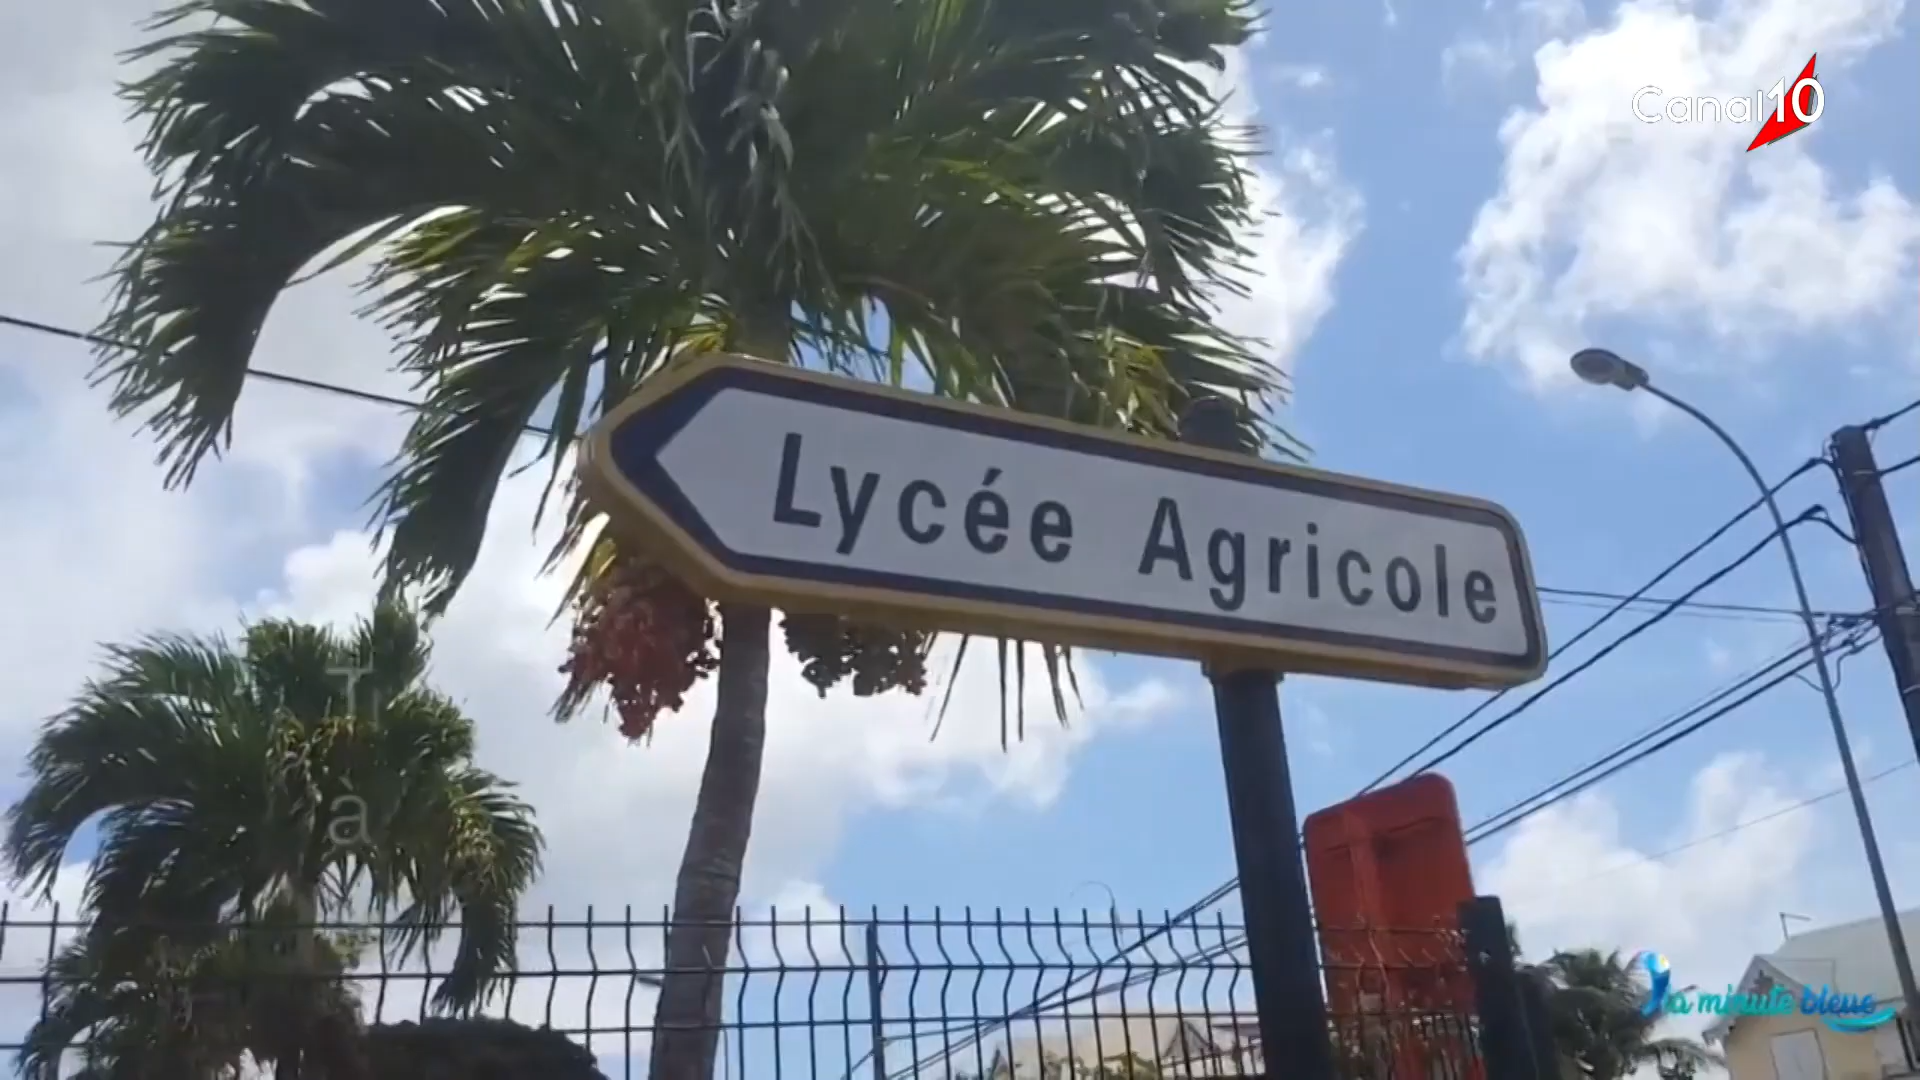 Canal10
Lycée Agricole
T
à
la minute bleue